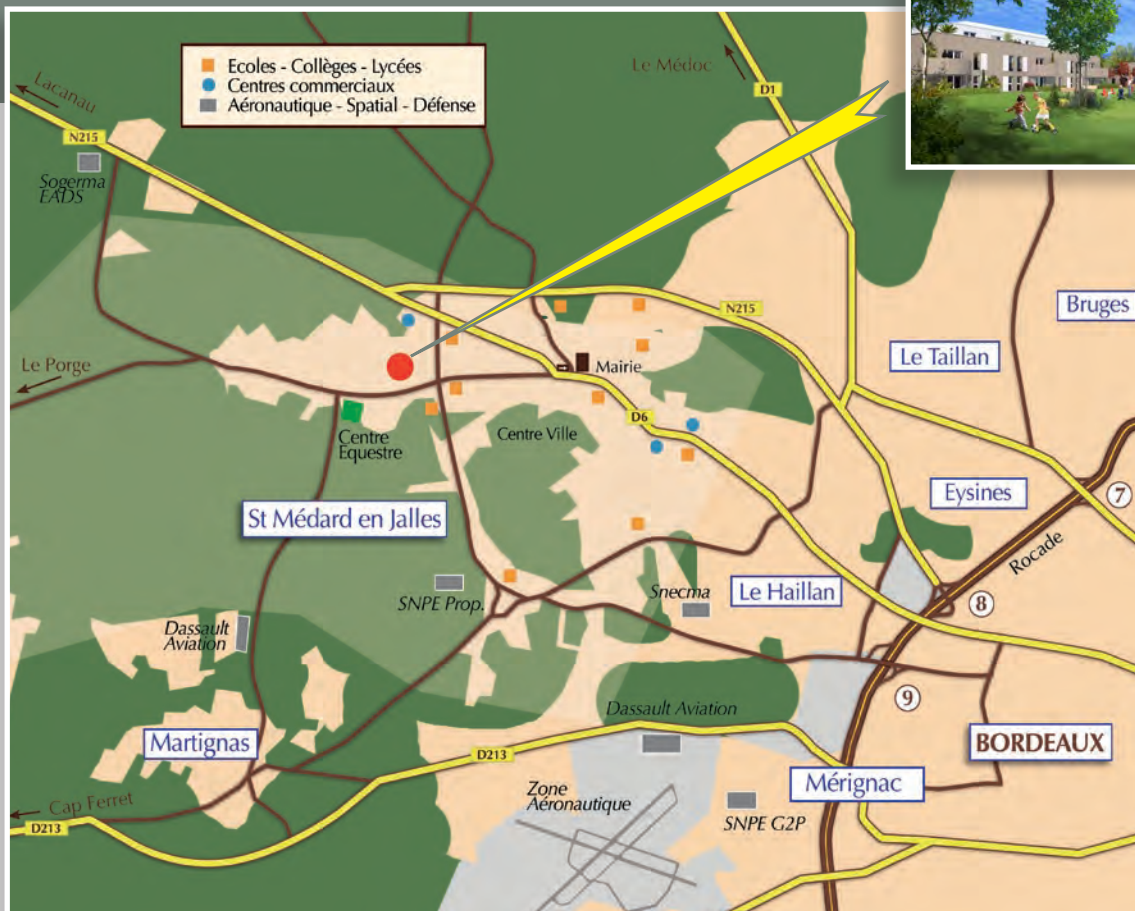 Ecoles - Collèges - Lycées
Centres commerciaux
Aéronautique - Spatial - Défense
Lacanau
N215
Sogerma
EADS
Le Médoc
D1
Bruges
N215
Le Taillan
Le Porge
Mairie
D6
Centre
Equestre
Centre Ville
Eysines
7
Rocade
St Médard en Jalles
SNPE Prop.
Snecma
Le Haillan
8
Dassault
Aviation
9
Dassault Aviation
Martignas
D213
BORDEAUX
Mérignac
Zone
Aéronautique
SNPE G2P
Cap Ferret
D213